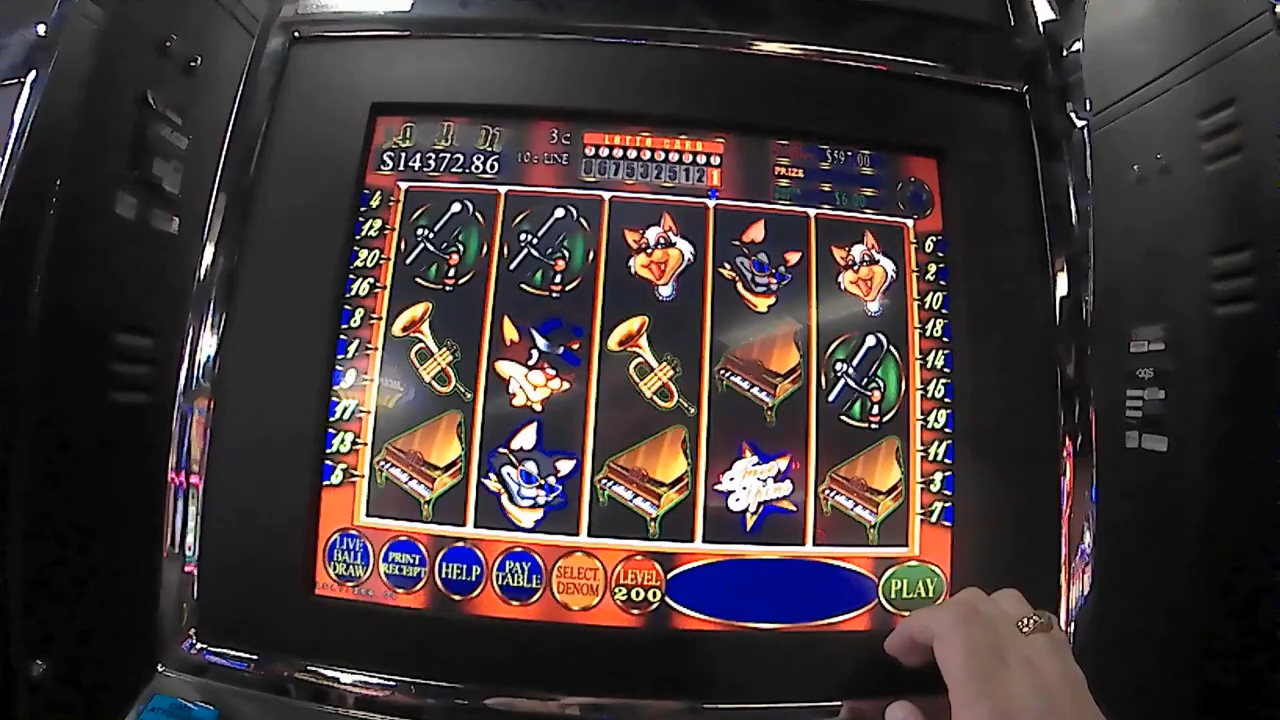 $14372.86
3¢
10¢ LINE
LOTTO CARD
PRIZE
$6.00
4
12
20
16
8
1
9
17
13
5
6
2
10
18
14
15
19
11
3
7
Free
Spins
LIVE
BALL
DRAW
PRINT
RECEIPT
HELP
PAY
TABLE
SELECT
DENOM
LEVEL
200
PLAY